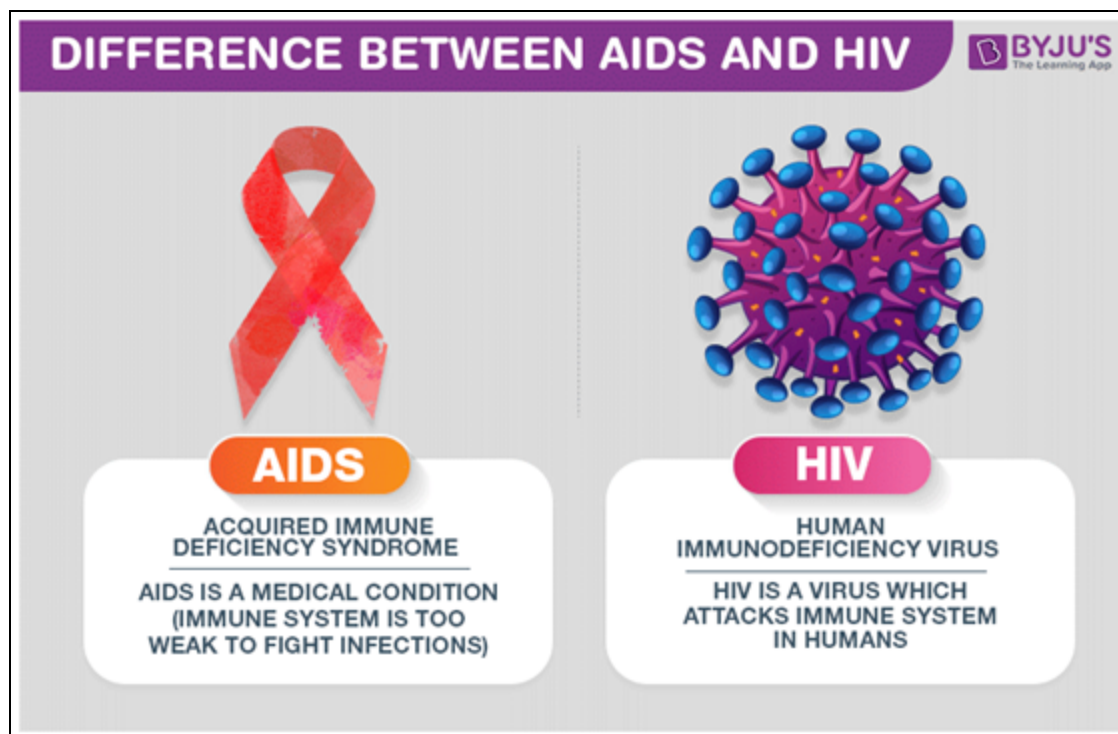 DIFFERENCE BETWEEN AIDS AND HIV
BYJU'S
The Learning App
AIDS
ACQUIRED IMMUNE
DEFICIENCY SYNDROME
AIDS IS A MEDICAL CONDITION
(IMMUNE SYSTEM IS TOO
WEAK TO FIGHT INFECTIONS)
HIV
HUMAN
IMMUNODEFICIENCY VIRUS
HIV IS A VIRUS WHICH
ATTACKS IMMUNE SYSTEM
IN HUMANS